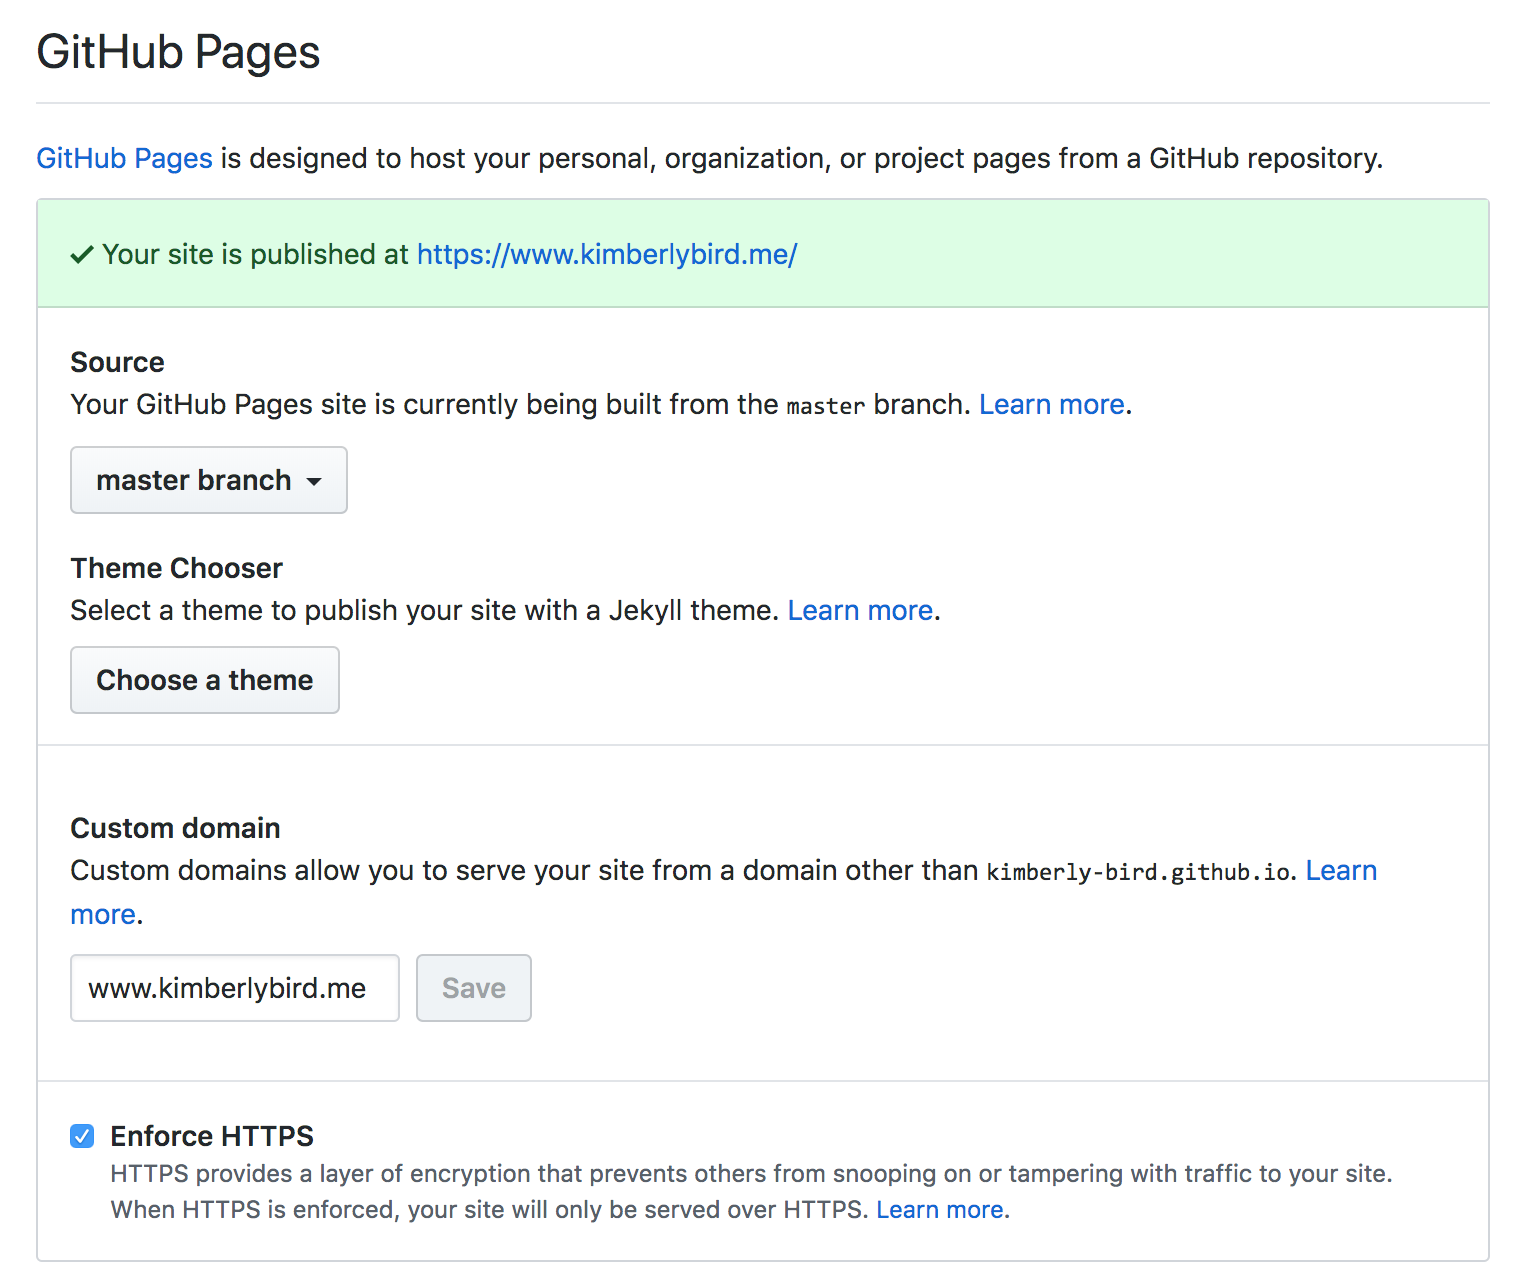 GitHub Pages
GitHub Pages is designed to host your personal, organization, or project pages from a GitHub repository.
Your site is published at https://www.kimberlybird.me/
Source
Your GitHub Pages site is currently being built from the master branch. Learn more.
master branch
Theme Chooser
Select a theme to publish your site with a Jekyll theme. Learn more.
Choose a theme
Custom domain
Custom domains allow you to serve your site from a domain other than kimberly-bird.github.io. Learn
more.
www.kimberlybird.me Save
Enforce HTTPS
HTTPS provides a layer of encryption that prevents others from snooping on or tampering with traffic to your site.
When HTTPS is enforced, your site will only be served over HTTPS. Learn more.